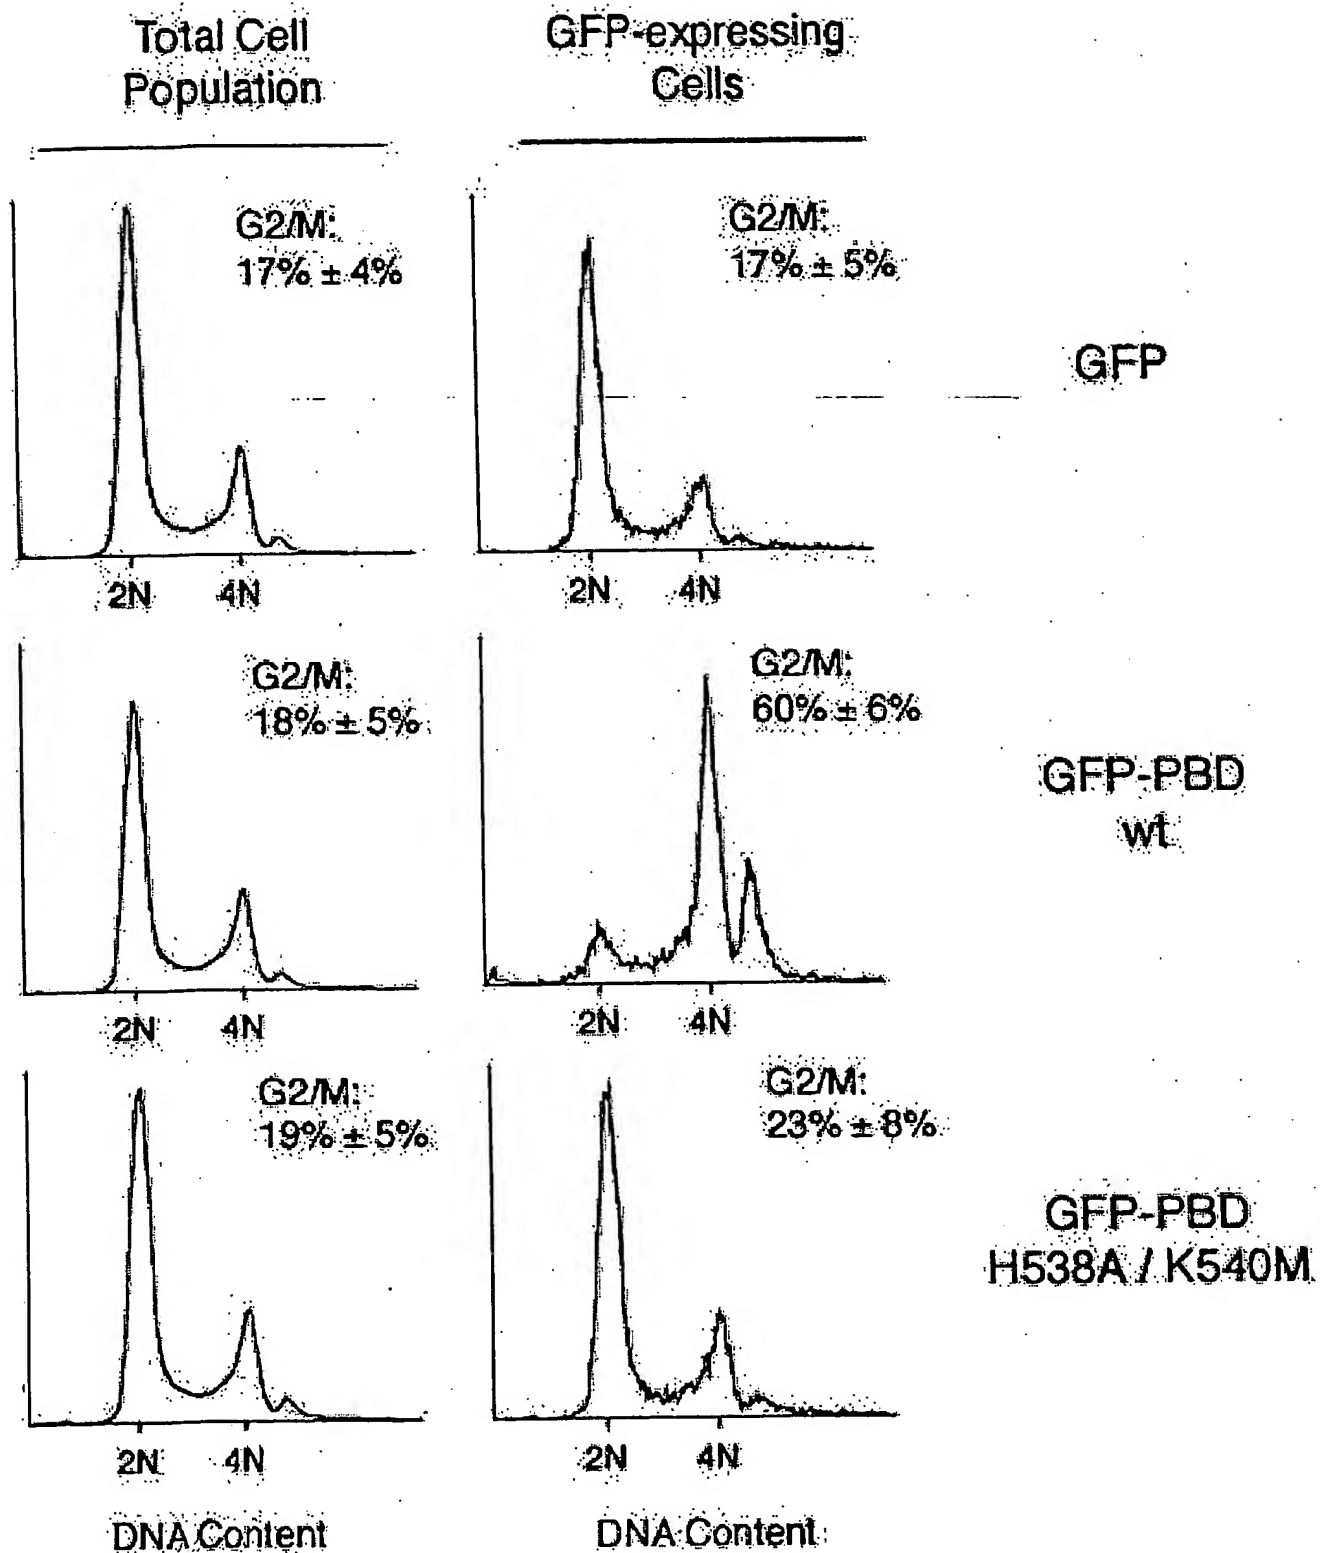 Total Cell
Population
GFP-expressing
Cells
G2/M:
17% ± 4%
2N 4N
G2/M:
17% ± 5%
2N 4N
GFP
G2/M:
18% ± 5%
2N 4N
G2/M:
60% ± 6%
2N 4N
GFP-PBD
wt
G2/M:
19% ± 5%
2N 4N
DNA Content
G2/M:
23% ± 8%
2N 4N
DNA Content
GFP-PBD
H538A / K540M